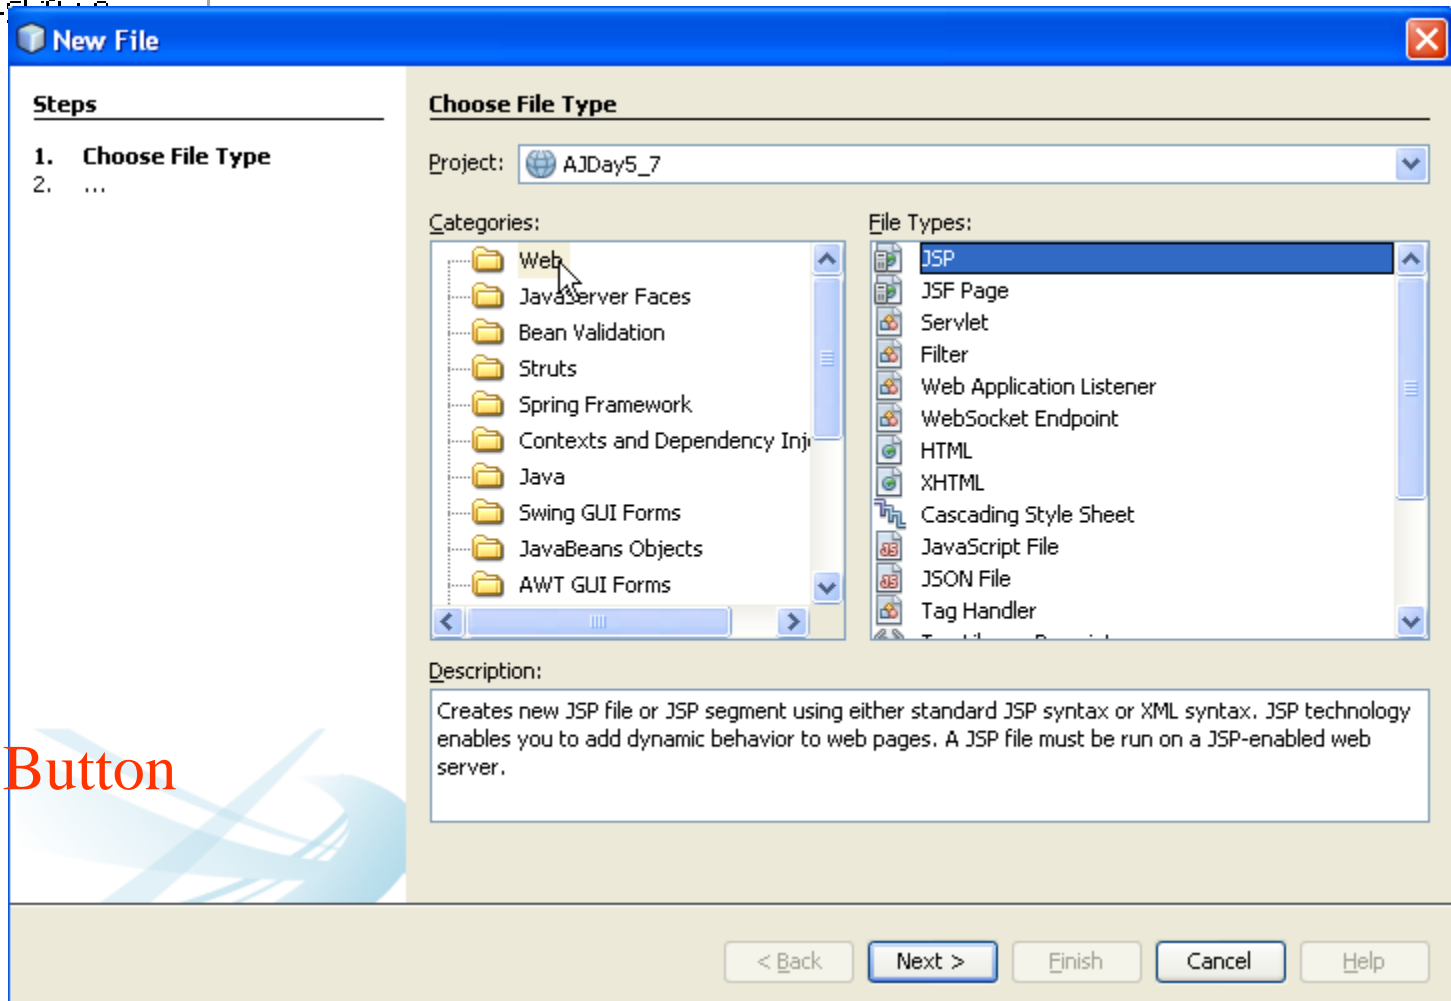 New File
Steps
1. Choose File Type
2. ...
Choose File Type
Project: AJDay5_7
Categories:
Web
JavaServer Faces
Bean Validation
Struts
Spring Framework
Contexts and Dependency Inj
Java
Swing GUI Forms
JavaBeans Objects
AWT GUI Forms
File Types:
JSP
JSF Page
Servlet
Filter
Web Application Listener
WebSocket Endpoint
HTML
XHTML
Cascading Style Sheet
JavaScript File
JSON File
Tag Handler
Description:
Creates new JSP file or JSP segment using either standard JSP syntax or XML syntax. JSP technology
enables you to add dynamic behavior to web pages. A JSP file must be run on a JSP-enabled web
server.
Button
< Back
Next >
Finish
Cancel
Help